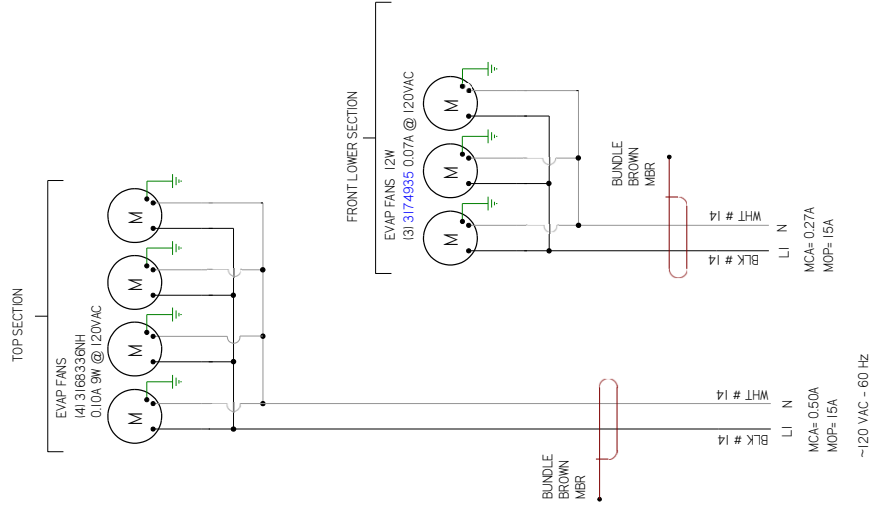 TOP SECTION
EVAP FANS
(4) 3168336NH
0.10A 9W @ 120VAC
M
M
M
M
FRONT LOWER SECTION
EVAP FANS 12W
(3) 3174935 0.07A @ 120VAC
M
M
M
BUNDLE
BROWN
MBR
BLK # 14
WHT # 14
L1 N
MCA= 0.27A
MOP= 15A
BUNDLE
BROWN
MBR
BLK # 14
WHT # 14
L1 N
MCA= 0.50A
MOP= 15A
~120 VAC - 60 Hz